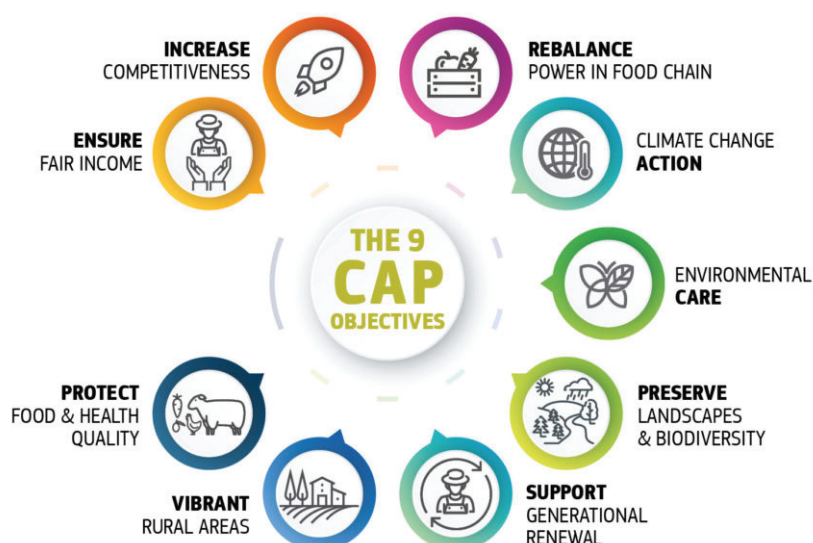 THE 9
CAP
OBJECTIVES
ENSURE
FAIR INCOME
INCREASE
COMPETITIVENESS
REBALANCE
POWER IN FOOD CHAIN
CLIMATE CHANGE
ACTION
ENVIRONMENTAL
CARE
PRESERVE
LANDSCAPES
& BIODIVERSITY
SUPPORT
GENERATIONAL
RENEWAL
VIBRANT
RURAL AREAS
PROTECT
FOOD & HEALTH
QUALITY